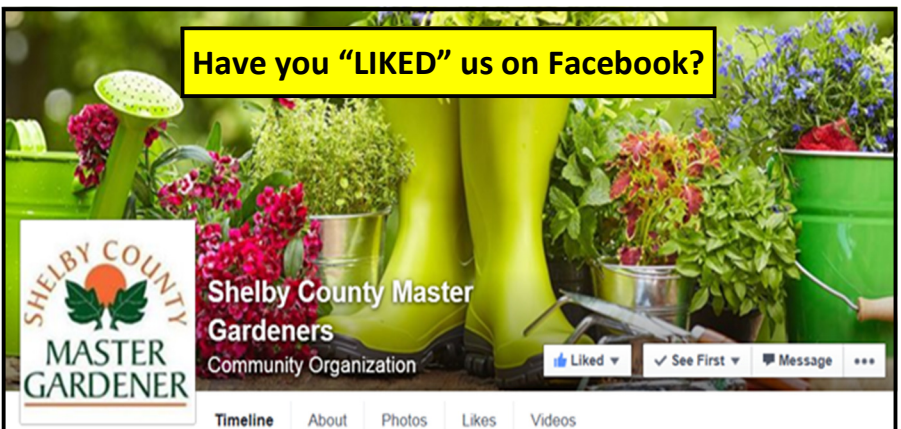 Have you “LIKED” us on Facebook?
SHELBY COUNTY
MASTER
GARDENER
Shelby County Master
Gardeners
Community Organization
Liked
See First
Message
Timeline About Photos Likes Videos